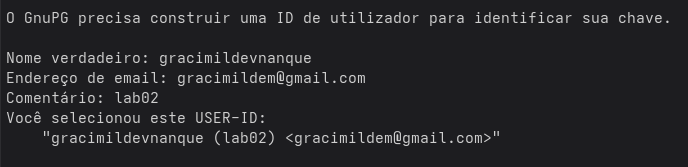 O GnuPG precisa construir uma ID de utilizador para identificar sua chave.
Nome verdadeiro: gracimildevnanque
Endereço de email: gracimildem@gmail.com
Comentário: lab02
Você selecionou este USER-ID:
"gracimildevnanque (lab02) <gracimildem@gmail.com>"